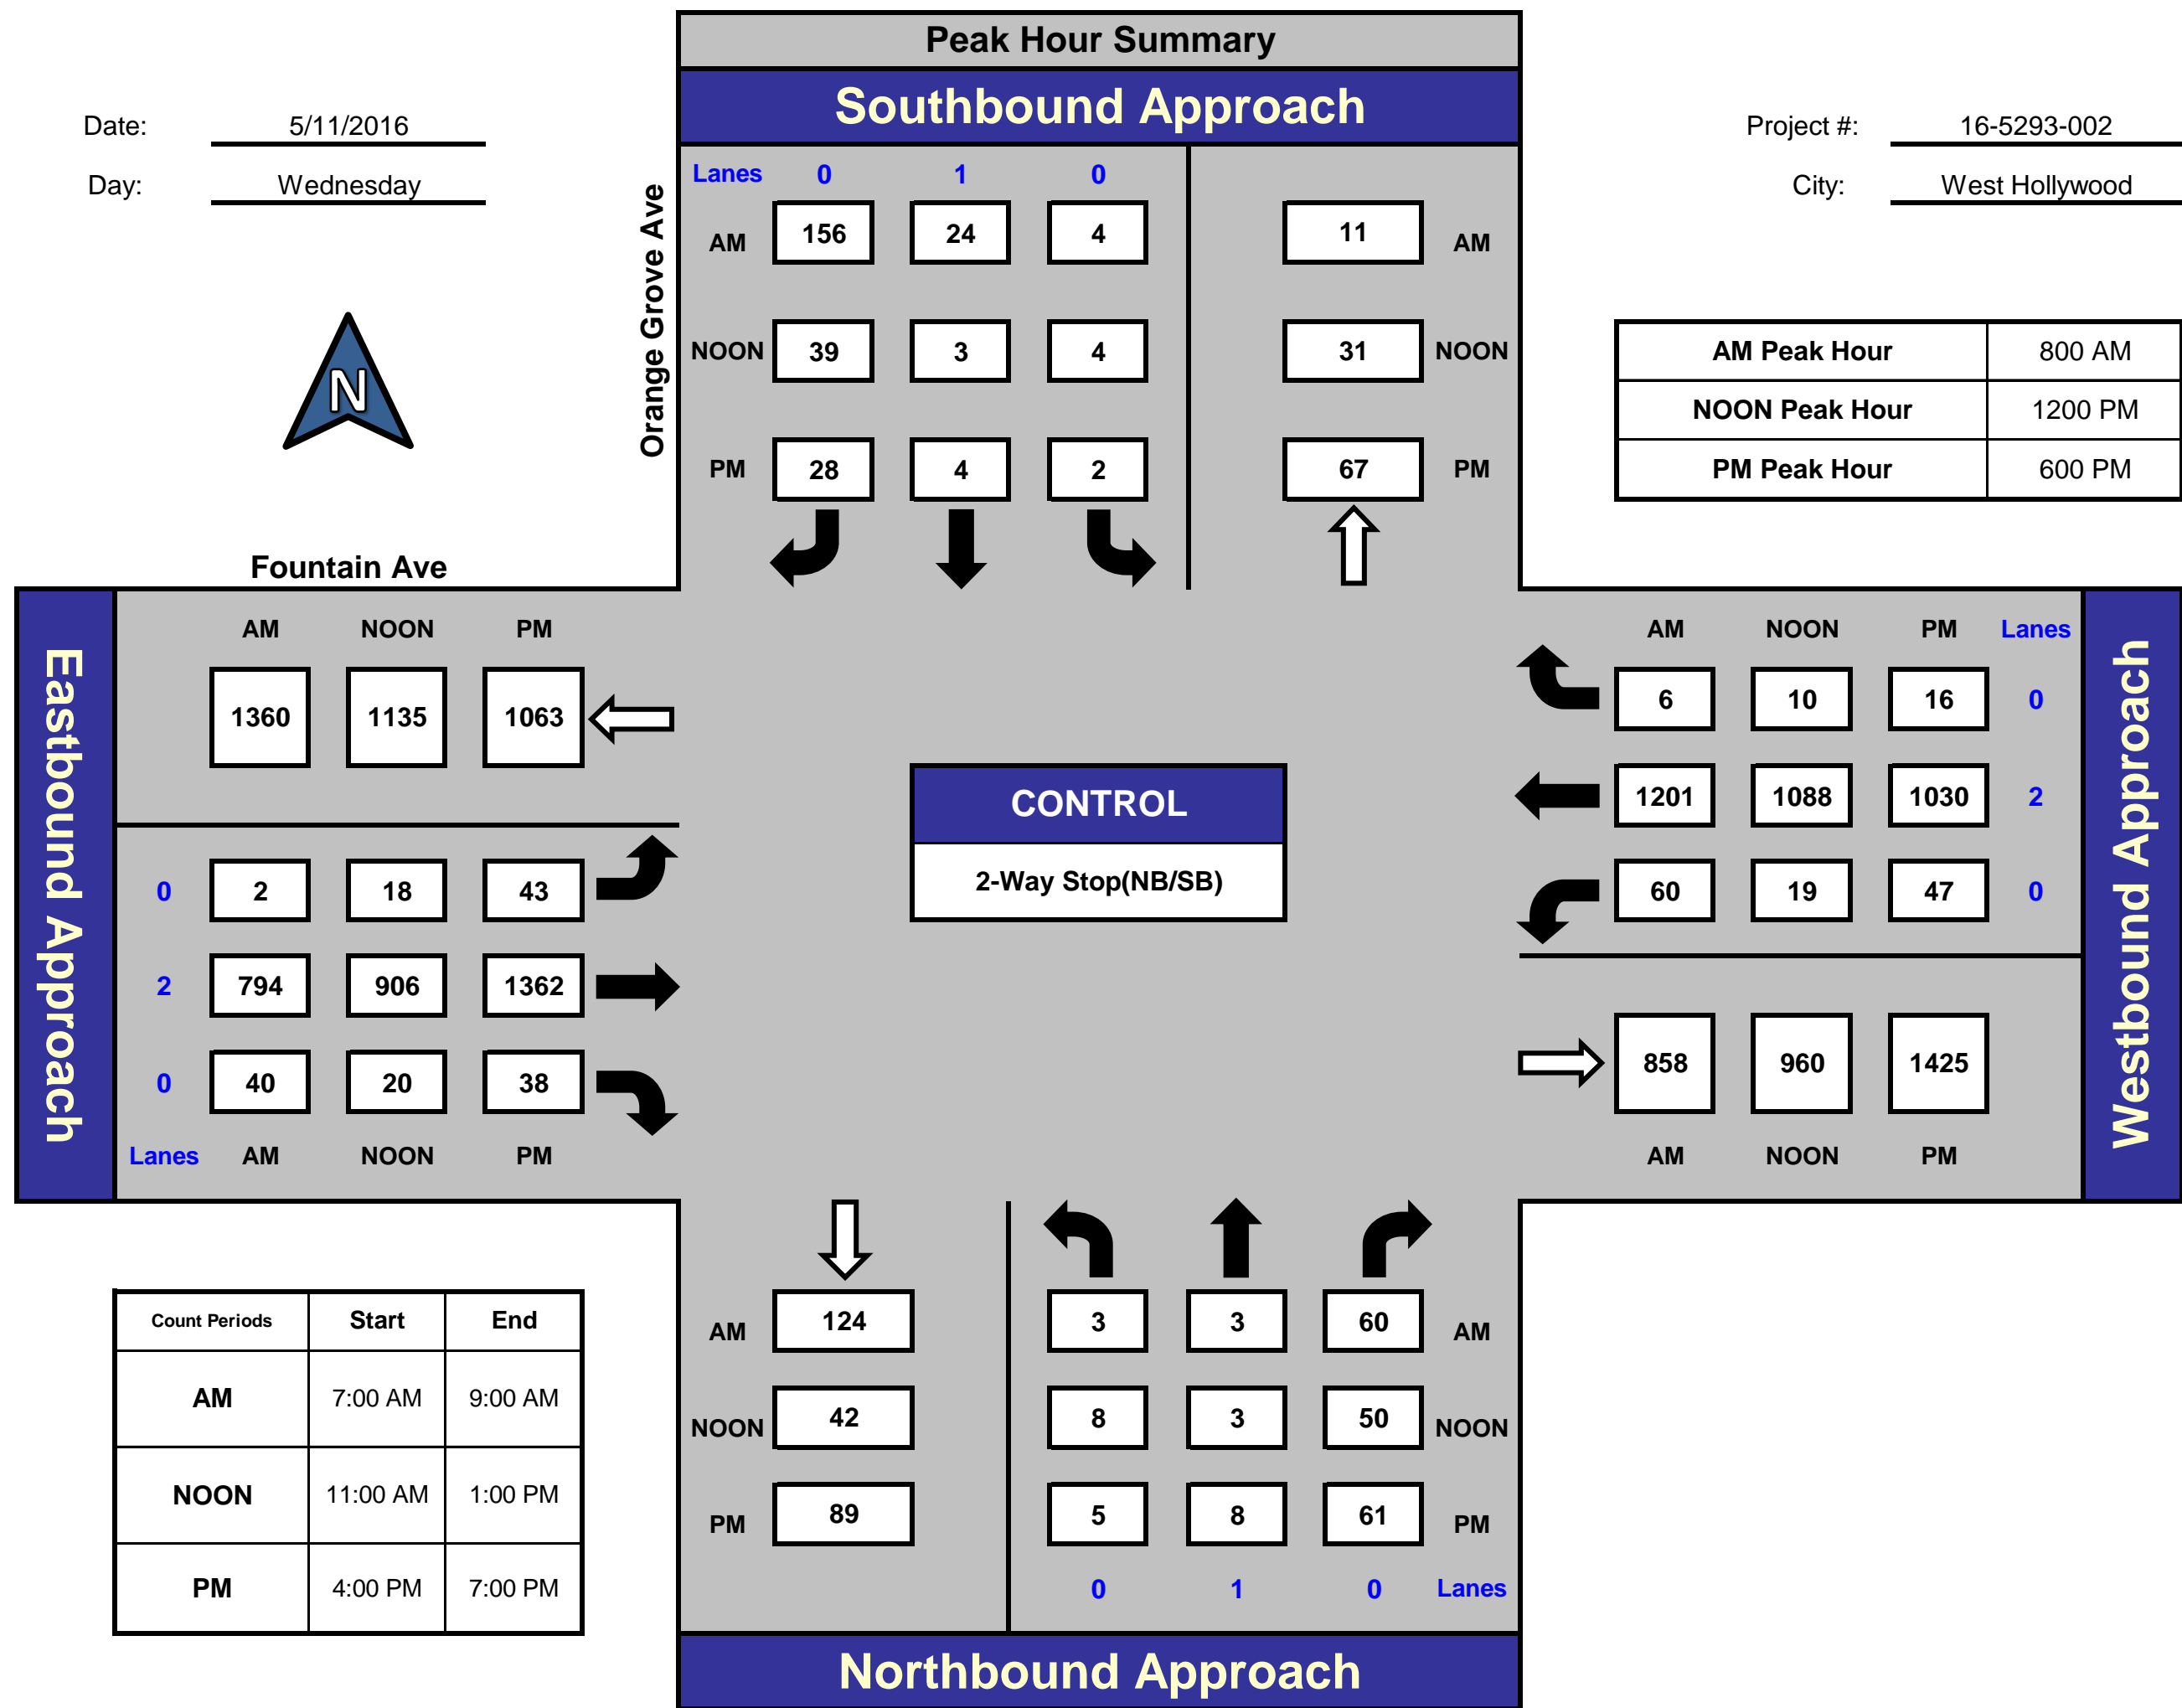 Peak Hour Summary
Southbound Approach
Date: 5/11/2016
Day: Wednesday
Project #: 16-5293-002
City: West Hollywood
N
Orange Grove Ave
Lanes 0 1 0
AM 156 24 4 11 AM
NOON 39 3 4 31 NOON
PM 28 4 2 67 PM
AM Peak Hour 800 AM
NOON Peak Hour 1200 PM
PM Peak Hour 600 PM
Fountain Ave
Eastbound Approach
AM NOON PM
1360 1135 1063
0 2 18 43
2 794 906 1362
0 40 20 38
Lanes AM NOON PM
CONTROL
2-Way Stop(NB/SB)
AM NOON PM Lanes
6 10 16 0
1201 1088 1030 2
60 19 47 0
858 960 1425
AM NOON PM
Westbound Approach
Count Periods Start End
AM 7:00 AM 9:00 AM
NOON 11:00 AM 1:00 PM
PM 4:00 PM 7:00 PM
AM 124 3 3 60 AM
NOON 42 8 3 50 NOON
PM 89 5 8 61 PM
0 1 0 Lanes
Northbound Approach